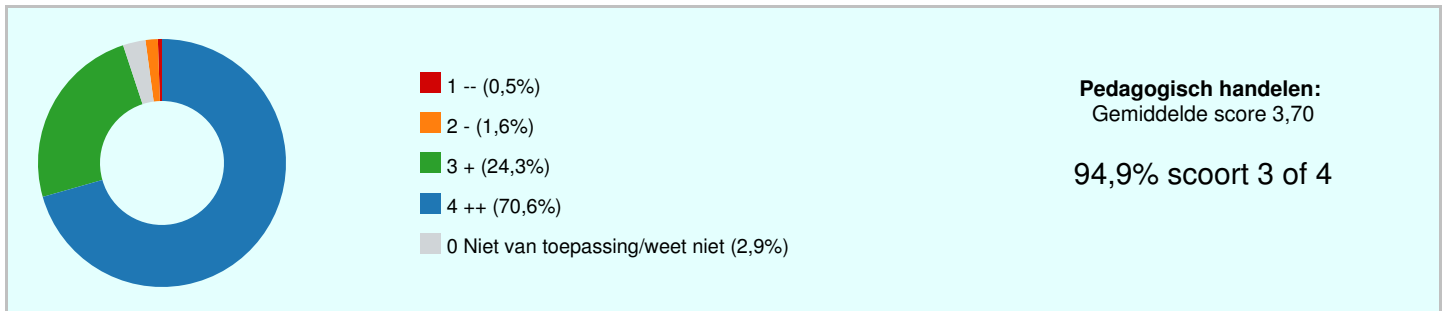 1 -- (0,5%)
2 - (1,6%)
3 + (24,3%)
4 ++ (70,6%)
0 Niet van toepassing/weet niet (2,9%)
Pedagogisch handelen:
Gemiddelde score 3,70
94,9% scoort 3 of 4